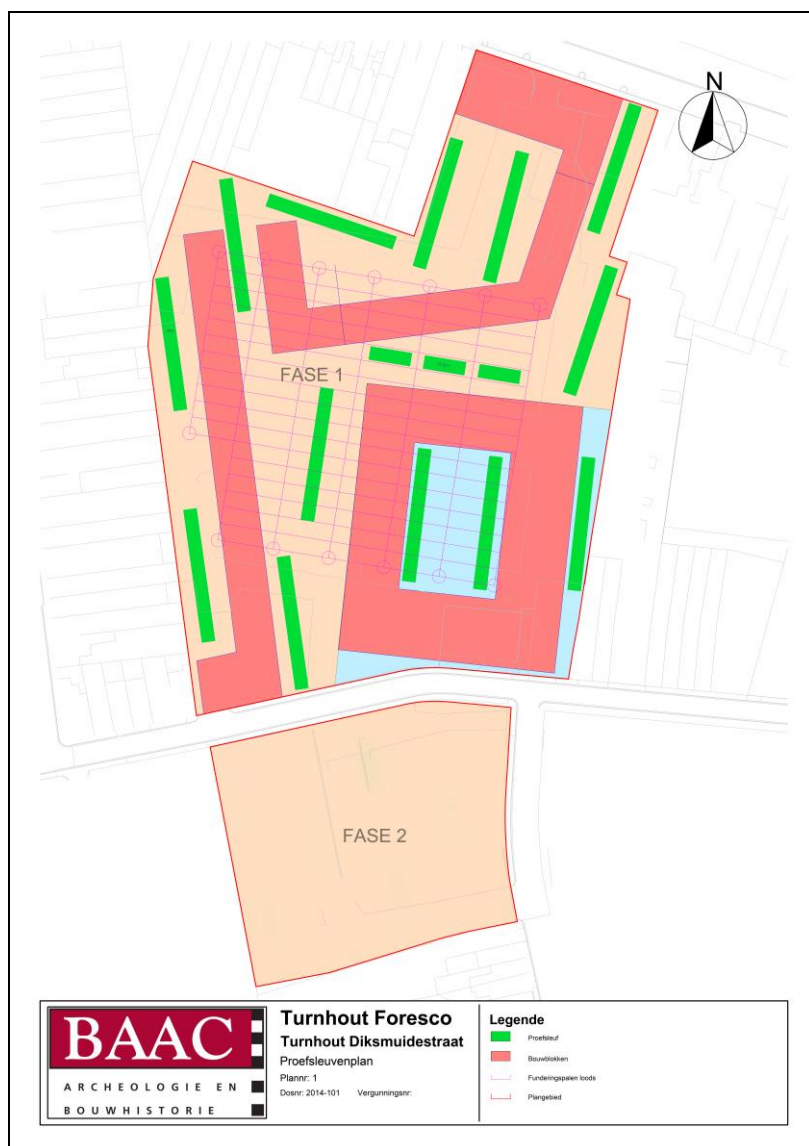 N
FASE 1
FASE 2
BAAC
ARCHEOLOGIE EN
BOUWHISTORIE
Turnhout Foresco
Turnhout Diksmuidestraat
Proefsleuvenplan
Plannr: 1
Dosnr: 2014-101 Vergunningsnr:
Legende
Proefsleuf
Bouwblokken
Funderingspalen loods
Plangebied